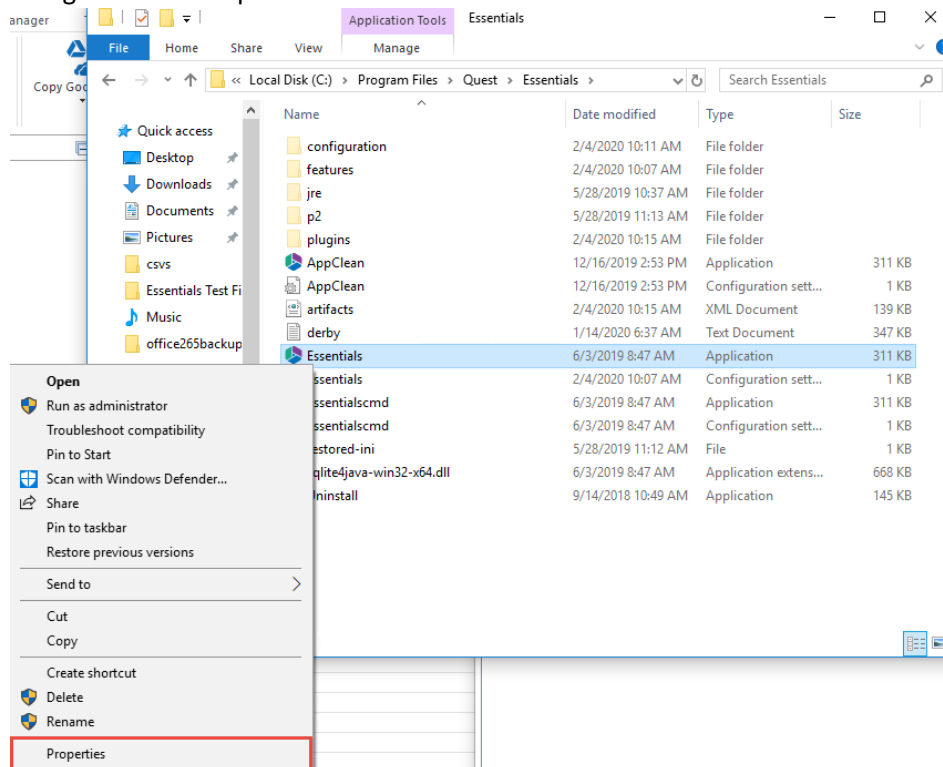 anager
Application Tools
Essentials
File
Home
Share
View
Manage
Copy Goo
« Local Disk (C:) > Program Files > Quest > Essentials >
Search Essentials
Name
Date modified
Type
Size
Quick access
Desktop
Downloads
Documents
Pictures
csvs
Essentials Test Fi
Music
office265backup
configuration 2/4/2020 10:11 AM File folder
features 2/4/2020 10:07 AM File folder
jre 5/28/2019 10:37 AM File folder
p2 5/28/2019 11:13 AM File folder
plugins 2/4/2020 10:15 AM File folder
AppClean 12/16/2019 2:53 PM Application 311 KB
AppClean 12/16/2019 2:53 PM Configuration sett... 1 KB
artifacts 2/4/2020 10:15 AM XML Document 139 KB
derby 1/14/2020 6:37 AM Text Document 347 KB
Essentials 6/3/2019 8:47 AM Application 311 KB
ssentials 2/4/2020 10:07 AM Configuration sett... 1 KB
ssentialscmd 6/3/2019 8:47 AM Application 311 KB
ssentialscmd 6/3/2019 8:47 AM Configuration sett... 1 KB
estored-ini 5/28/2019 11:12 AM File 1 KB
qlite4java-win32-x64.dll 6/3/2019 8:47 AM Application extens... 668 KB
ninstall 9/14/2018 10:49 AM Application 145 KB
Open
Run as administrator
Troubleshoot compatibility
Pin to Start
Scan with Windows Defender...
Share
Pin to taskbar
Restore previous versions
Send to
Cut
Copy
Create shortcut
Delete
Rename
Properties